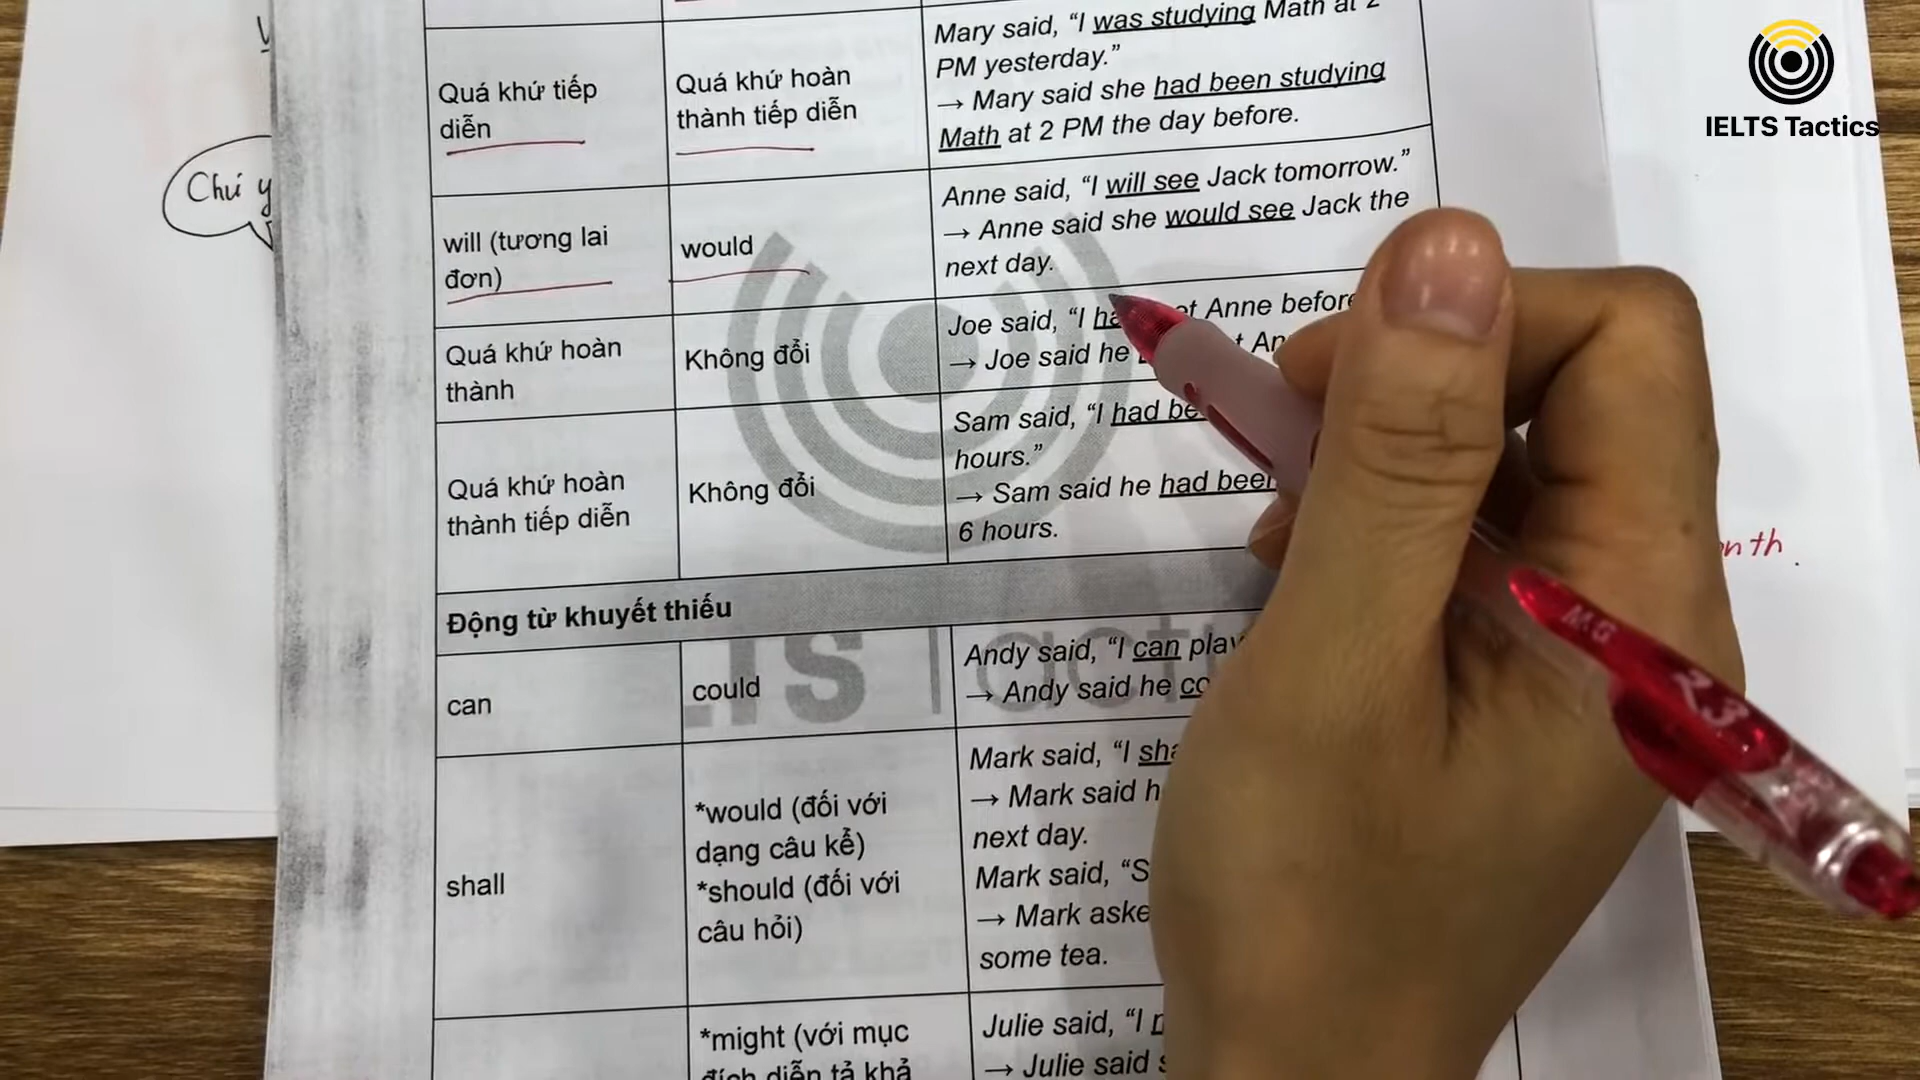 IELTS Tactics
Chú y
Quá khứ tiếp
diễn
Quá khứ hoàn
thành tiếp diễn
Mary said, “I was studying Math at 2
PM yesterday.”
→ Mary said she had been studying
Math at 2 PM the day before.
will (tương lai
đơn)
would
Anne said, “I will see Jack tomorrow.”
→ Anne said she would see Jack the
next day.
Quá khứ hoàn
thành
Không đổi
Joe said, “I Anne before
→ Joe said he
Quá khứ hoàn
thành tiếp diễn
Không đổi
Sam said, “I had
hours.”
→ Sam said he had been
6 hours.
Động từ khuyết thiếu
can
could
Andy said, “I can play
→ Andy said he
shall
*would (đối với
dạng câu kể)
*should (đối với
câu hỏi)
Mark said, “I
→ Mark said
next day.
Mark said, “S
→ Mark aske
some tea.
*might (với mục
đích diễn tả khả
Julie said, “I
→ Julie said
MG